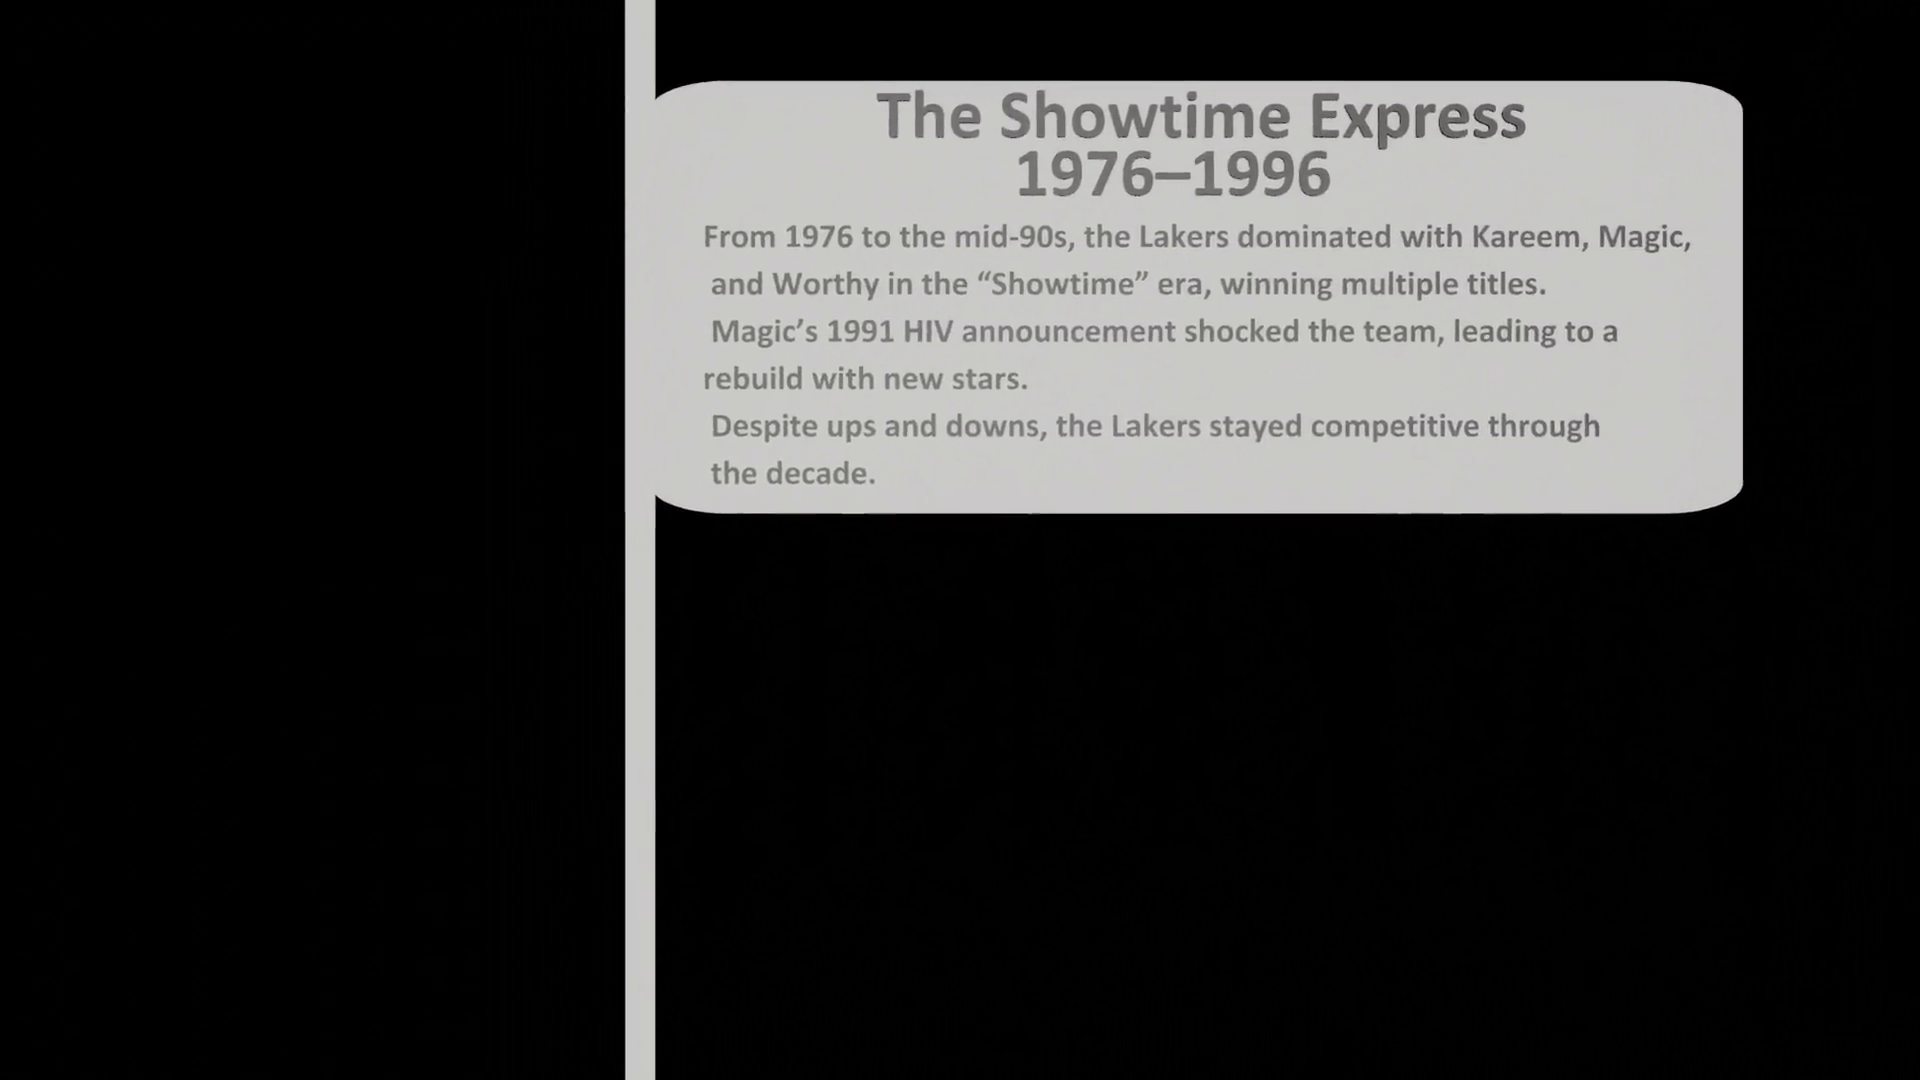 The Showtime Express
1976–1996
From 1976 to the mid-90s, the Lakers dominated with Kareem, Magic,
and Worthy in the “Showtime” era, winning multiple titles.
Magic’s 1991 HIV announcement shocked the team, leading to a
rebuild with new stars.
Despite ups and downs, the Lakers stayed competitive through
the decade.